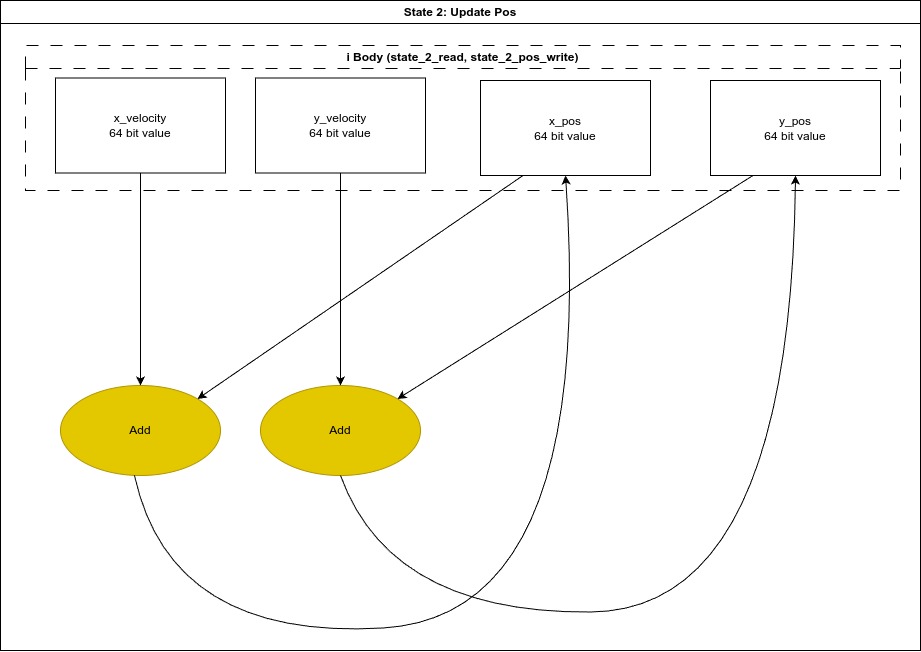 State 2: Update Pos
i Body (state_2_read, state_2_pos_write)
x_velocity
64 bit value
y_velocity
64 bit value
x_pos
64 bit value
y_pos
64 bit value
Add
Add